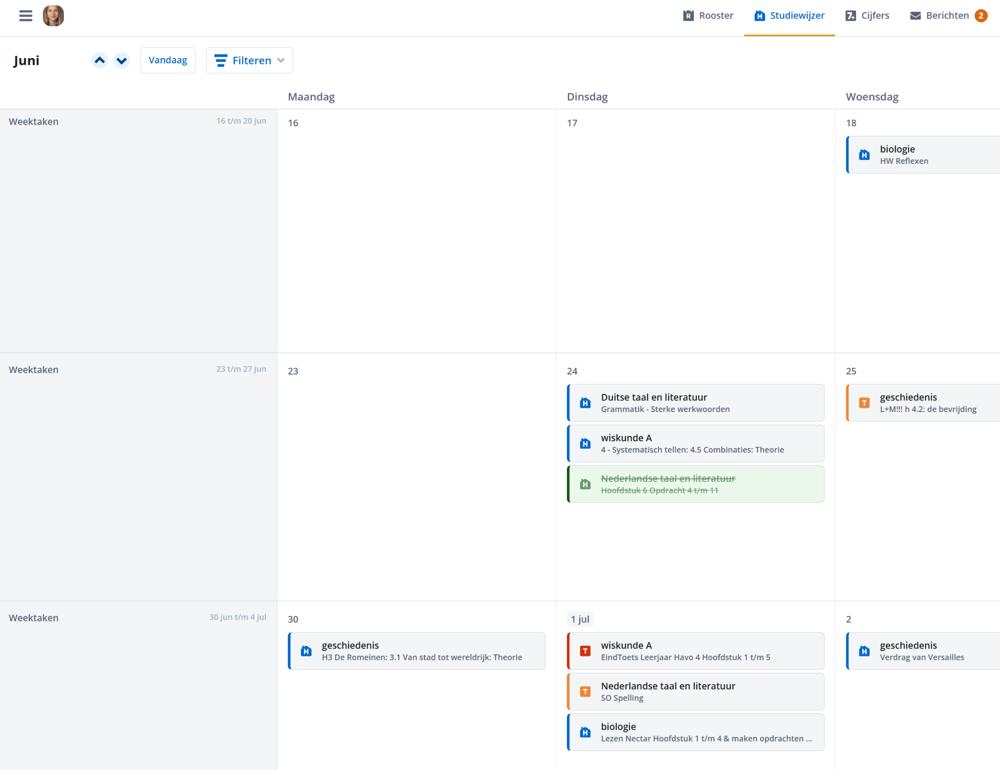 Rooster
Studiewijzer
Cijfers
Berichten 2
Juni
Vandaag
Filteren
Maandag
Dinsdag
Woensdag
Weektaken
16 t/m 20 jun
16
17
18
biologie
HW Reflexen
Weektaken
23 t/m 27 jun
23
24
Duitse taal en literatuur
Grammatik - Sterke werkwoorden
wiskunde A
4 - Systematisch tellen: 4.5 Combinaties: Theorie
Nederlandse taal en literatuur
Hoofdstuk 6 Opdracht 4 t/m 11
25
geschiedenis
L+M!!! h 4.2: de bevrijding
Weektaken
30 jun t/m 4 jul
30
geschiedenis
H3 De Romeinen: 3.1 Van stad tot wereldrijk: Theorie
1 jul
wiskunde A
EindToets Leerjaar Havo 4 Hoofdstuk 1 t/m 5
Nederlandse taal en literatuur
SO Spelling
biologie
Lezen Nectar Hoofdstuk 1 t/m 4 & maken opdrachten ...
2
geschiedenis
Verdrag van Versailles